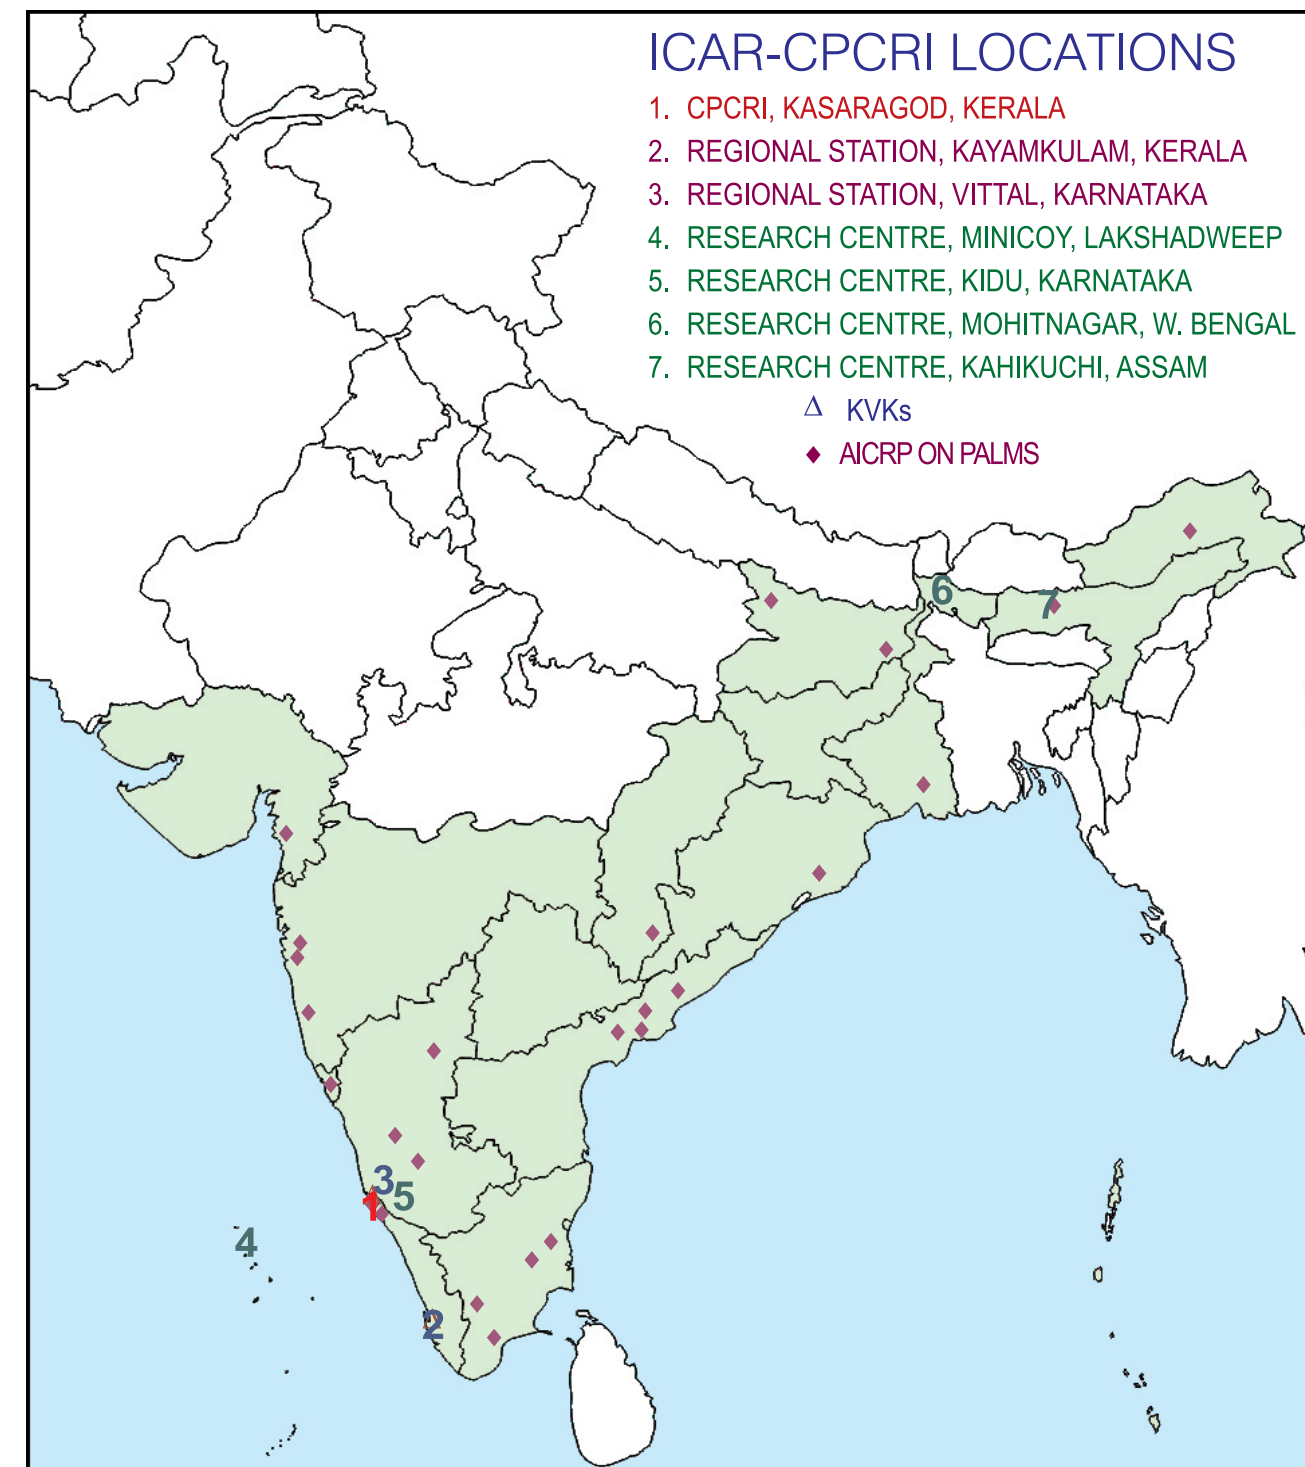 ICAR-CPCRI LOCATIONS
1. CPCRI, KASARAGOD, KERALA
2. REGIONAL STATION, KAYAMKULAM, KERALA
3. REGIONAL STATION, VITTAL, KARNATAKA
4. RESEARCH CENTRE, MINICOY, LAKSHADWEEP
5. RESEARCH CENTRE, KIDU, KARNATAKA
6. RESEARCH CENTRE, MOHITNAGAR, W. BENGAL
7. RESEARCH CENTRE, KAHIKUCHI, ASSAM
Δ KVKs
♦ AICRP ON PALMS
6
7
3
5
1
4
2